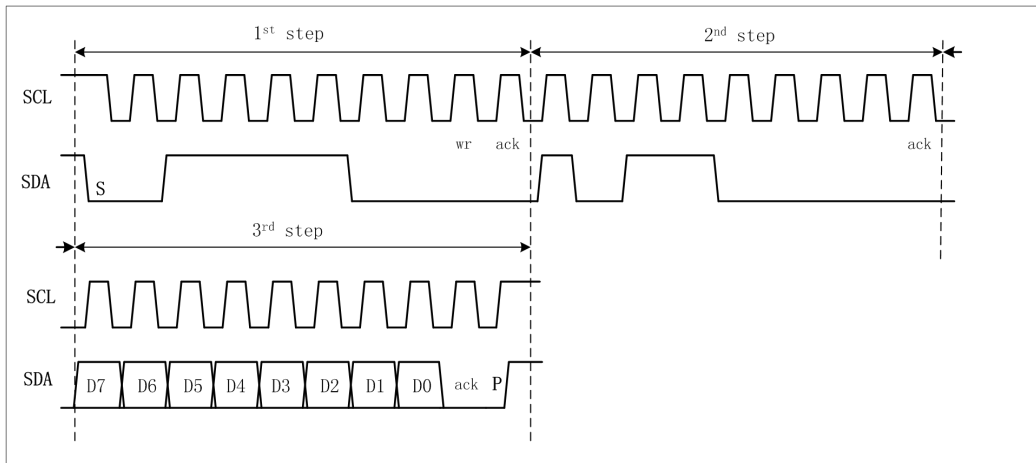 1st step 2nd step
SCL
wr ack ack
SDA S
3rd step
SCL
SDA D7 D6 D5 D4 D3 D2 D1 D0 ack P